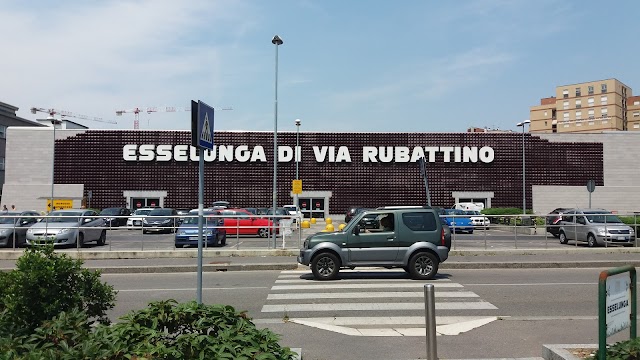 ESSELUNGA DI VIA RUBATTINO
ESSELUNGA